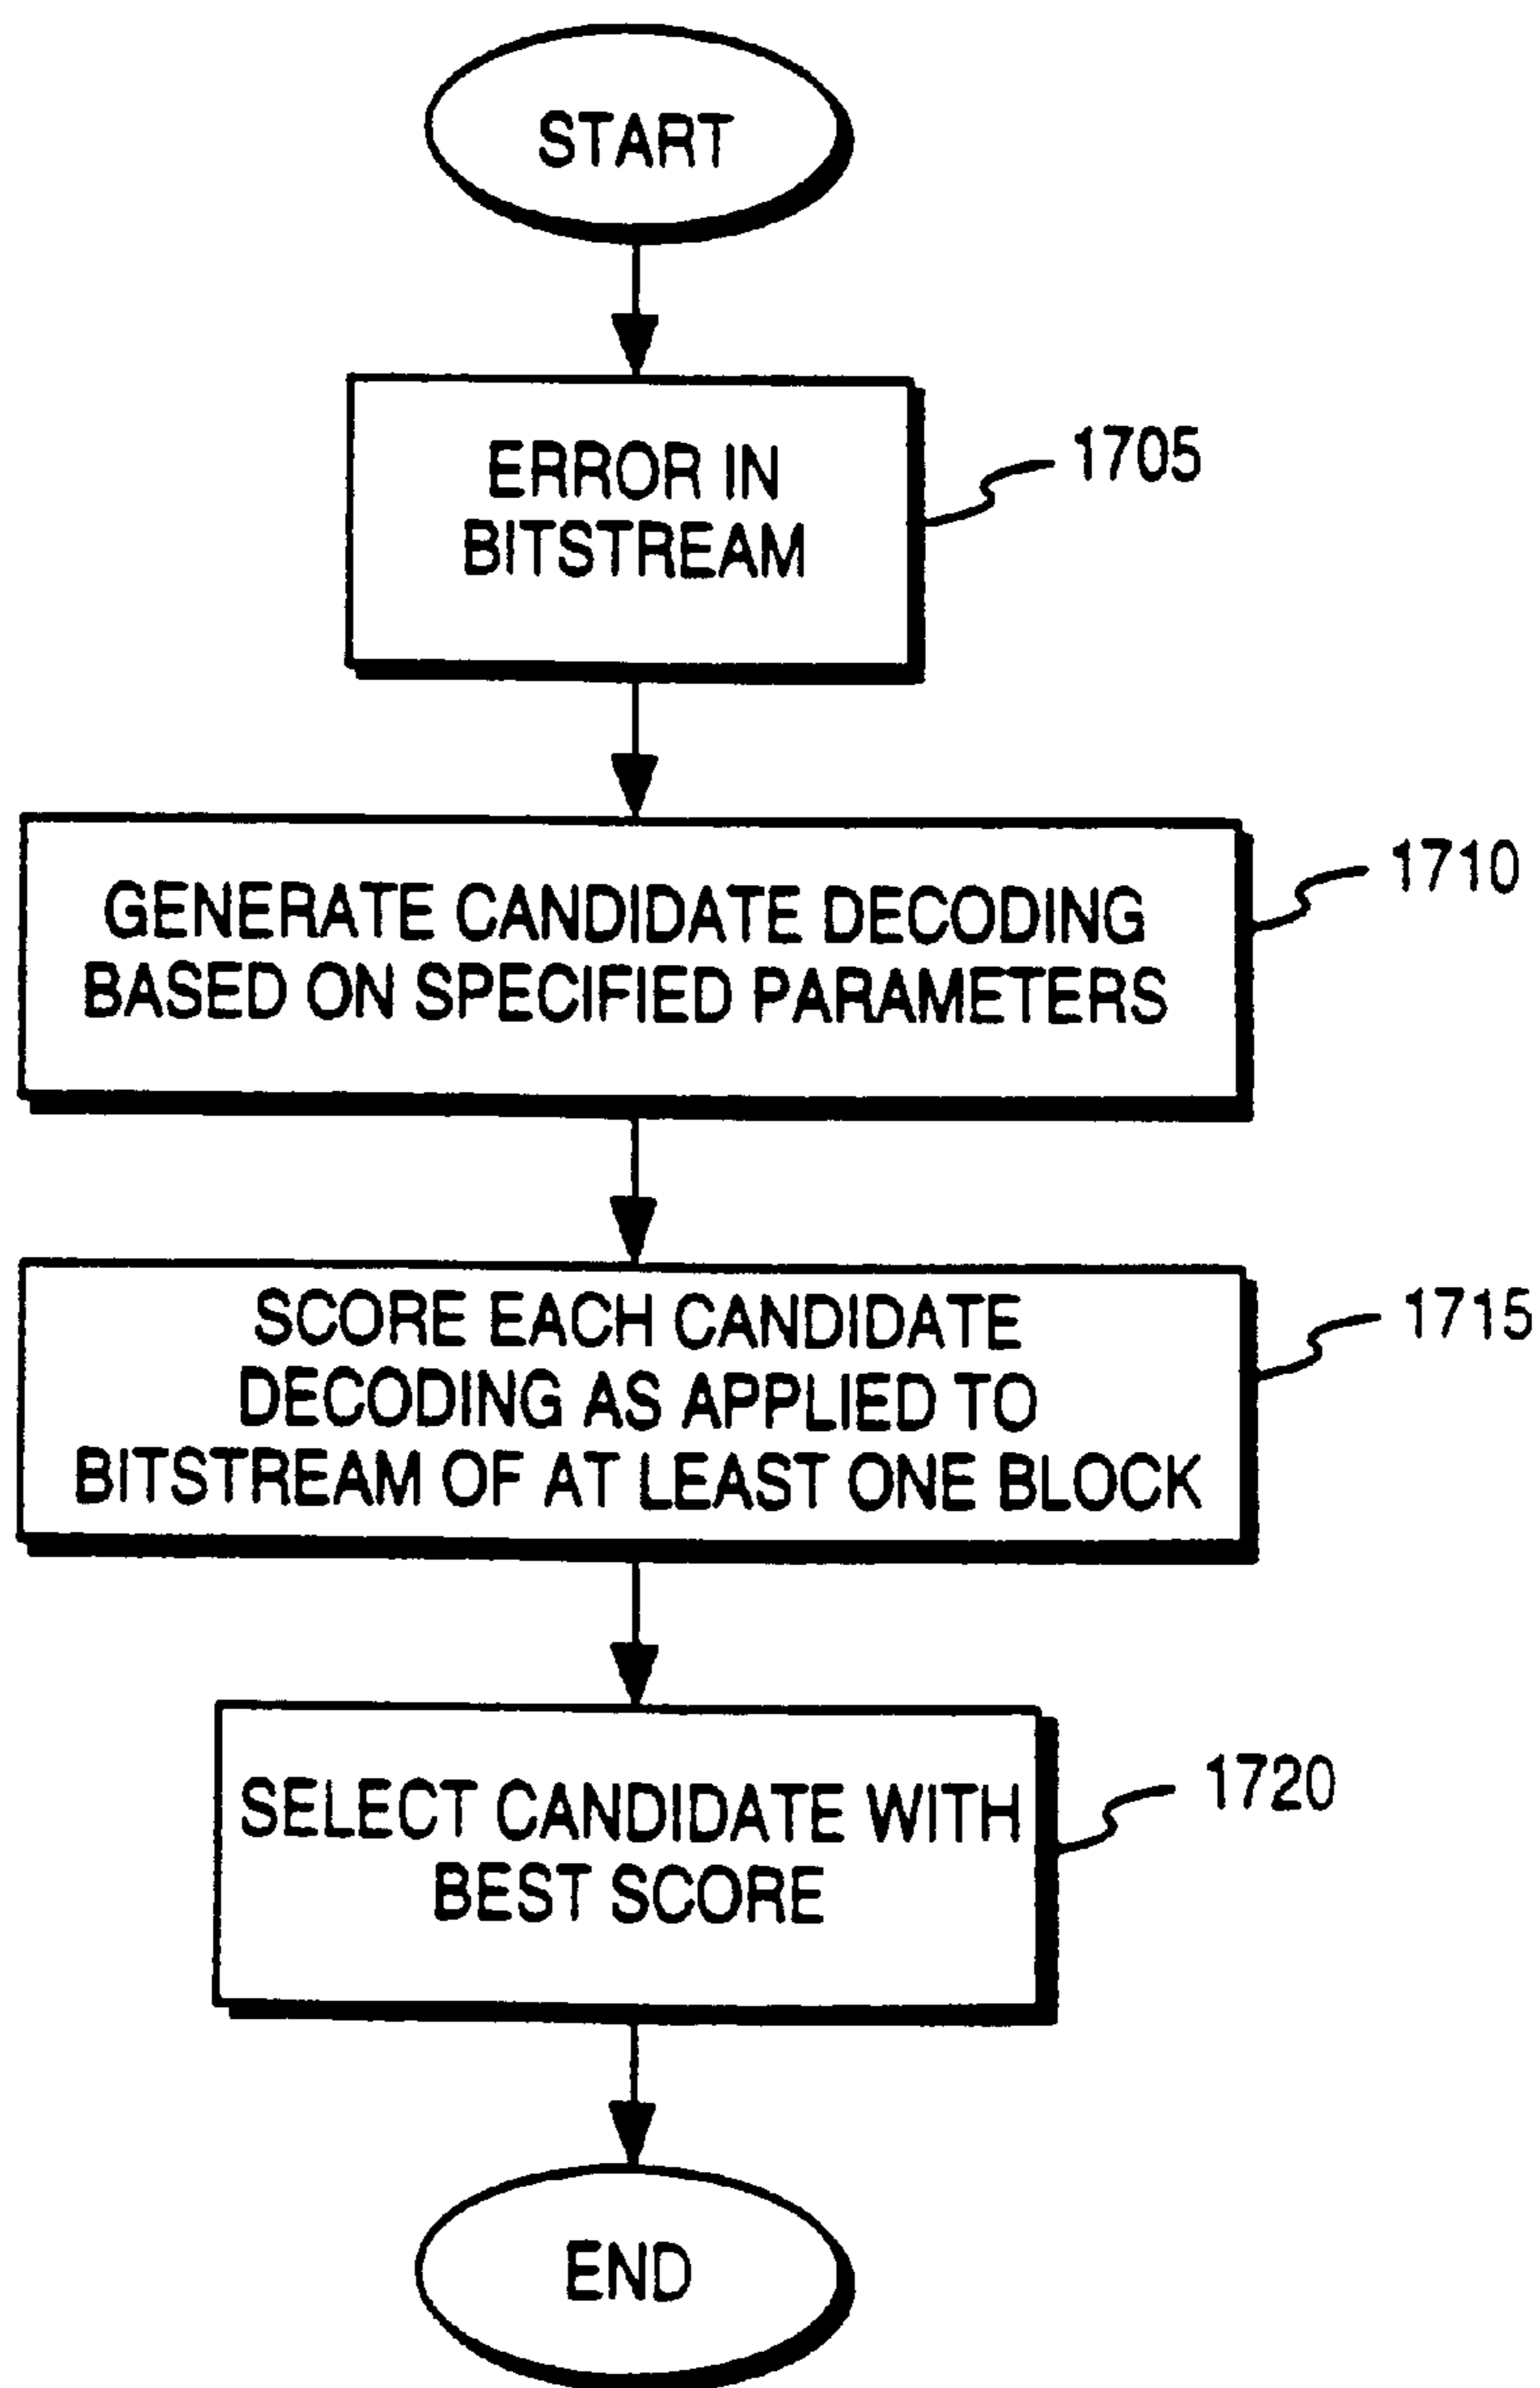 START
ERROR IN
BITSTREAM
1705
GENERATE CANDIDATE DECODING
BASED ON SPECIFIED PARAMETERS
1710
SCORE EACH CANDIDATE
DECODING AS APPLIED TO
BITSTREAM OF AT LEAST ONE BLOCK
1715
SELECT CANDIDATE WITH
BEST SCORE
1720
END